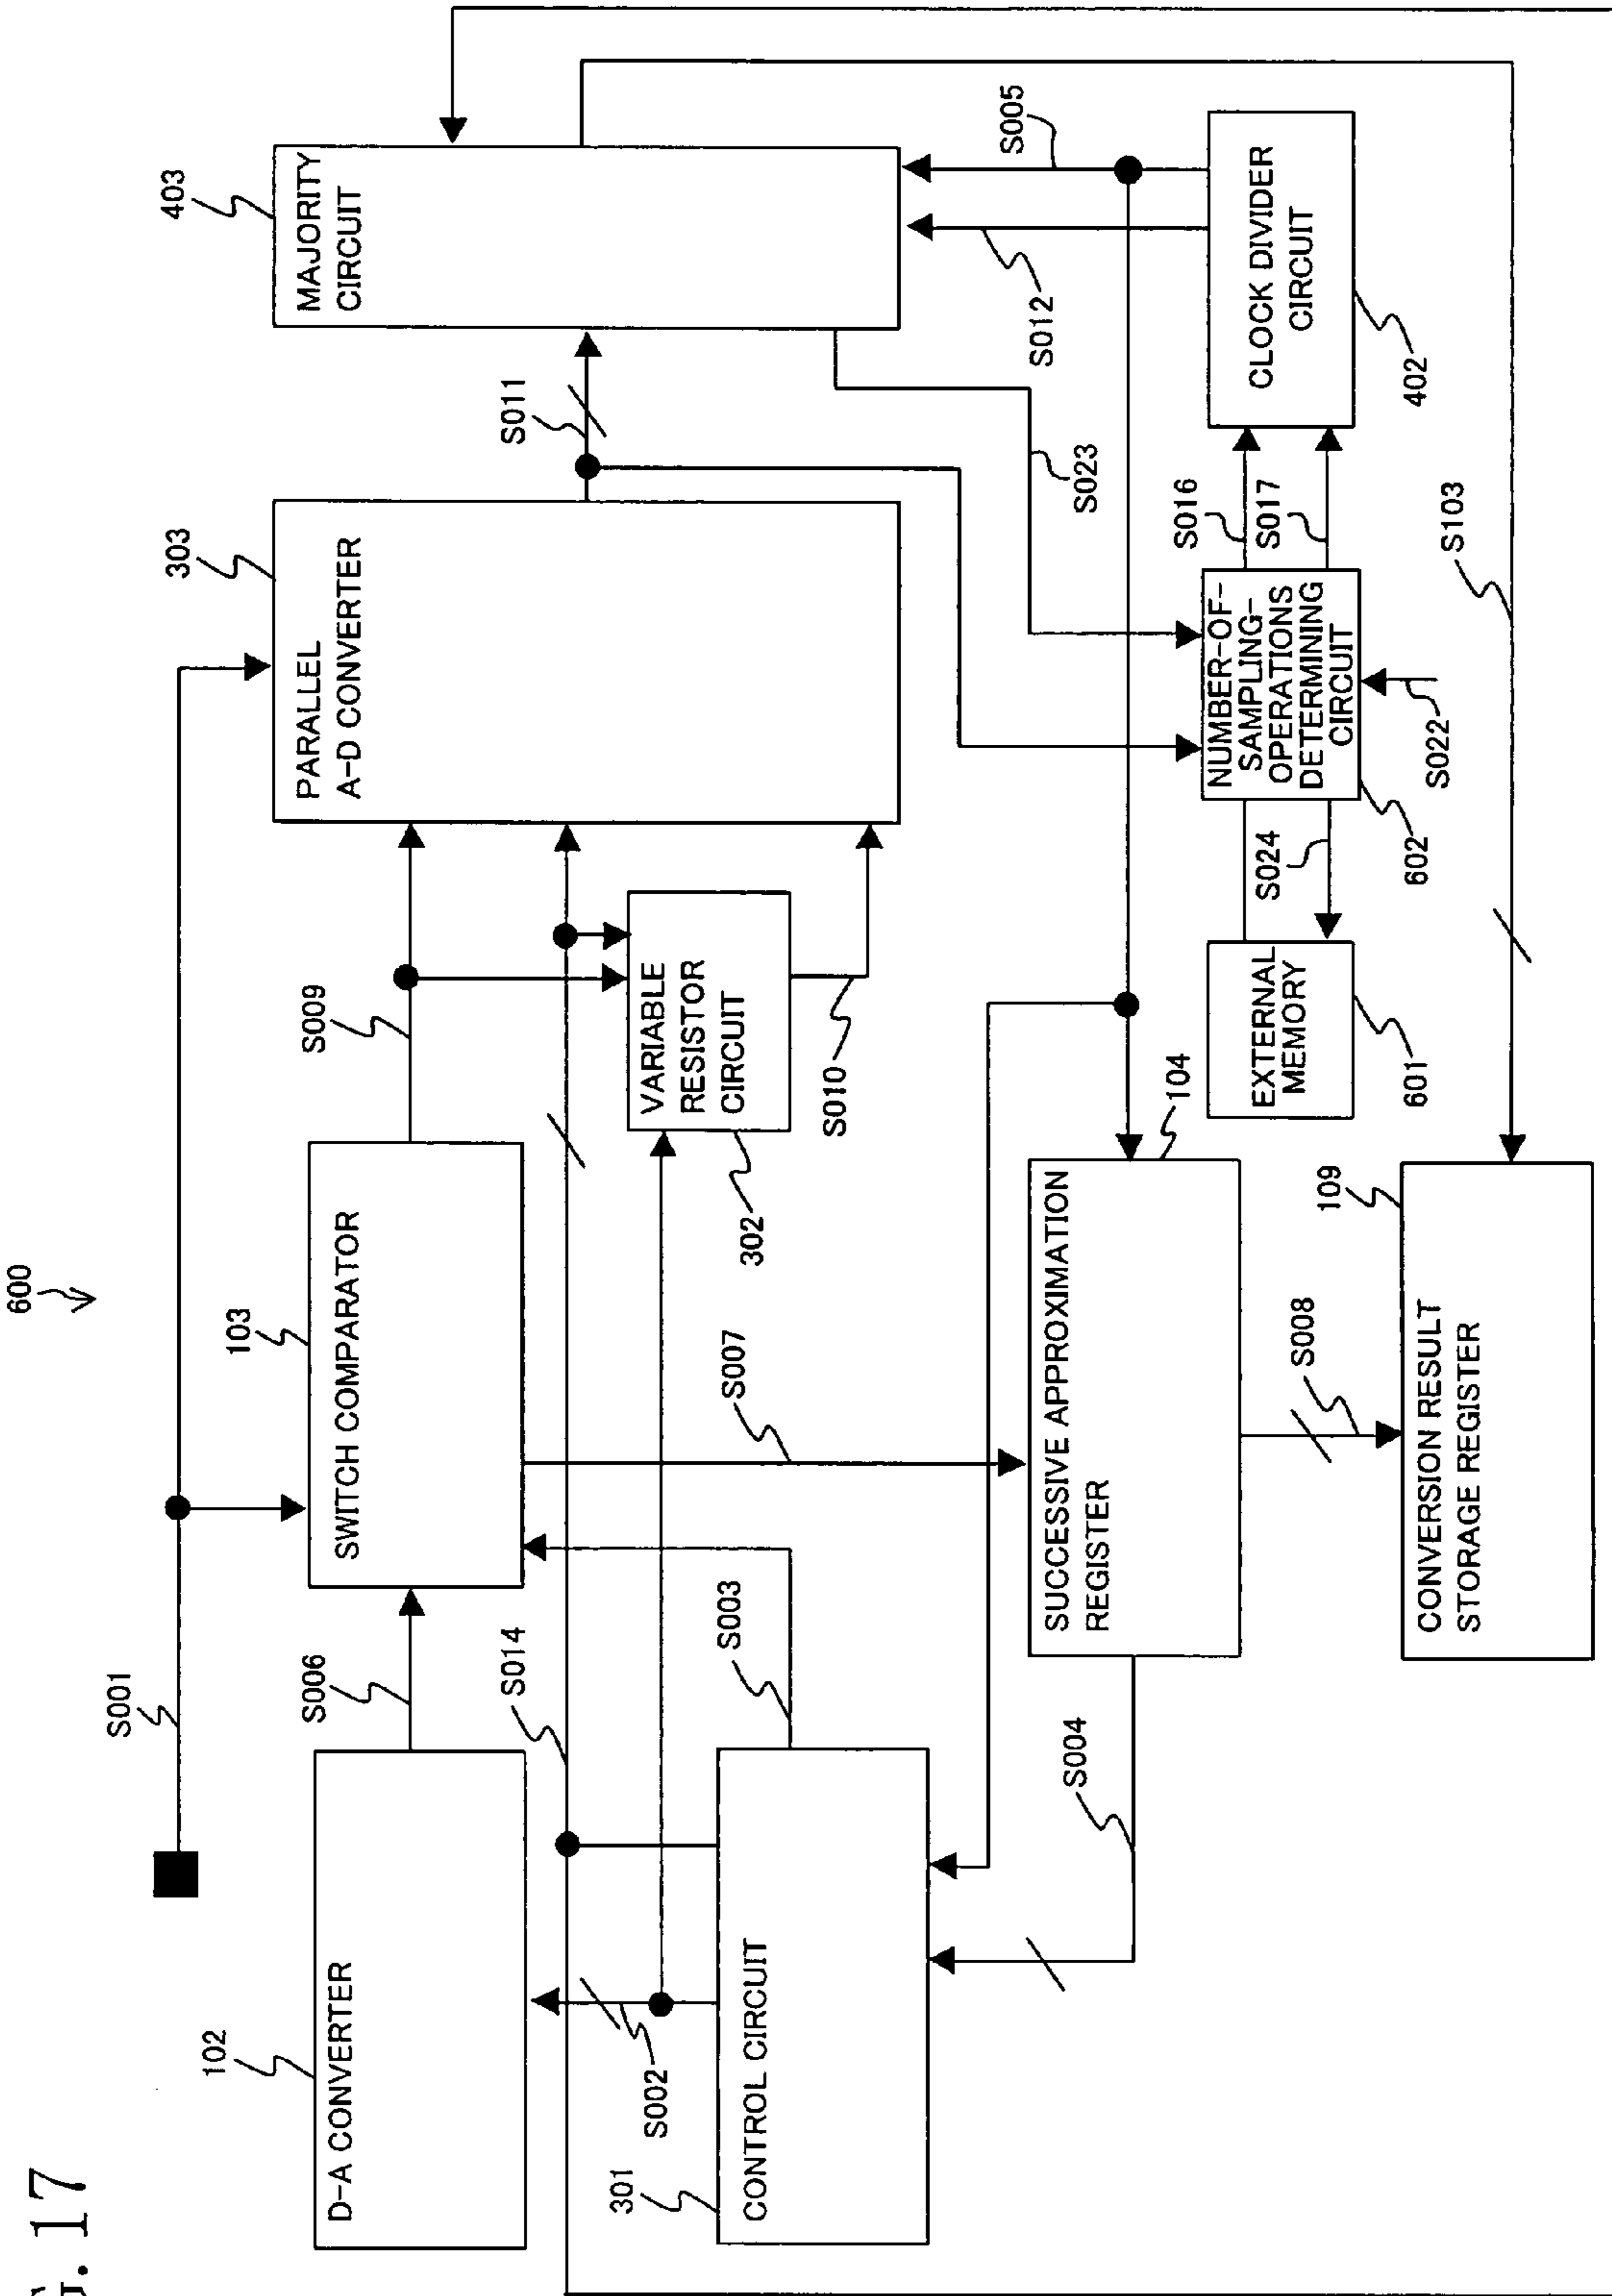 G. 17
600
S001
102
D-A CONVERTER
S006
103
SWITCH COMPARATOR
S009
303
PARALLEL
A-D CONVERTER
S011
403
MAJORITY
CIRCUIT
S002
S014
301
CONTROL CIRCUIT
S003
S007
302
VARIABLE
RESISTOR
CIRCUIT
S010
S023
S012
S005
S004
SUCCESSIVE APPROXIMATION
REGISTER
104
S008
109
CONVERSION RESULT
STORAGE REGISTER
EXTERNAL
MEMORY
601
S024
602
NUMBER-OF-
SAMPLING-
OPERATIONS
DETERMINING
CIRCUIT
S022
S016
S017
CLOCK DIVIDER
CIRCUIT
402
S103